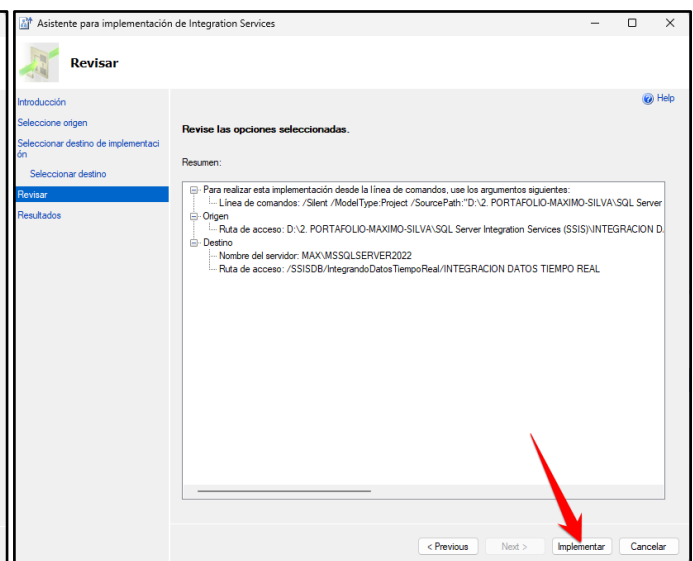 Asistente para implementación de Integration Services
Revisar
Help
Introducción
Seleccione origen
Seleccionar destino de implementaci
ón
Seleccionar destino
Revisar
Resultados
Revise las opciones seleccionadas.
Resumen:
Para realizar esta implementación desde la línea de comandos, use los argumentos siguientes:
Línea de comandos: /Silent /ModelType:Project /SourcePath:"D:\2. PORTAFOLIO-MAXIMO-SILVA\SQL Server
Origen
Ruta de acceso: D:\2. PORTAFOLIO-MAXIMO-SILVA\SQL Server Integration Services (SSIS)\INTEGRACION D
Destino
Nombre del servidor: MAX\MSSQLSERVER2022
Ruta de acceso: /SSISDB/IntegrandoDatosTiempoReal/INTEGRACION DATOS TIEMPO REAL
< Previous
Next >
Implementar
Cancelar